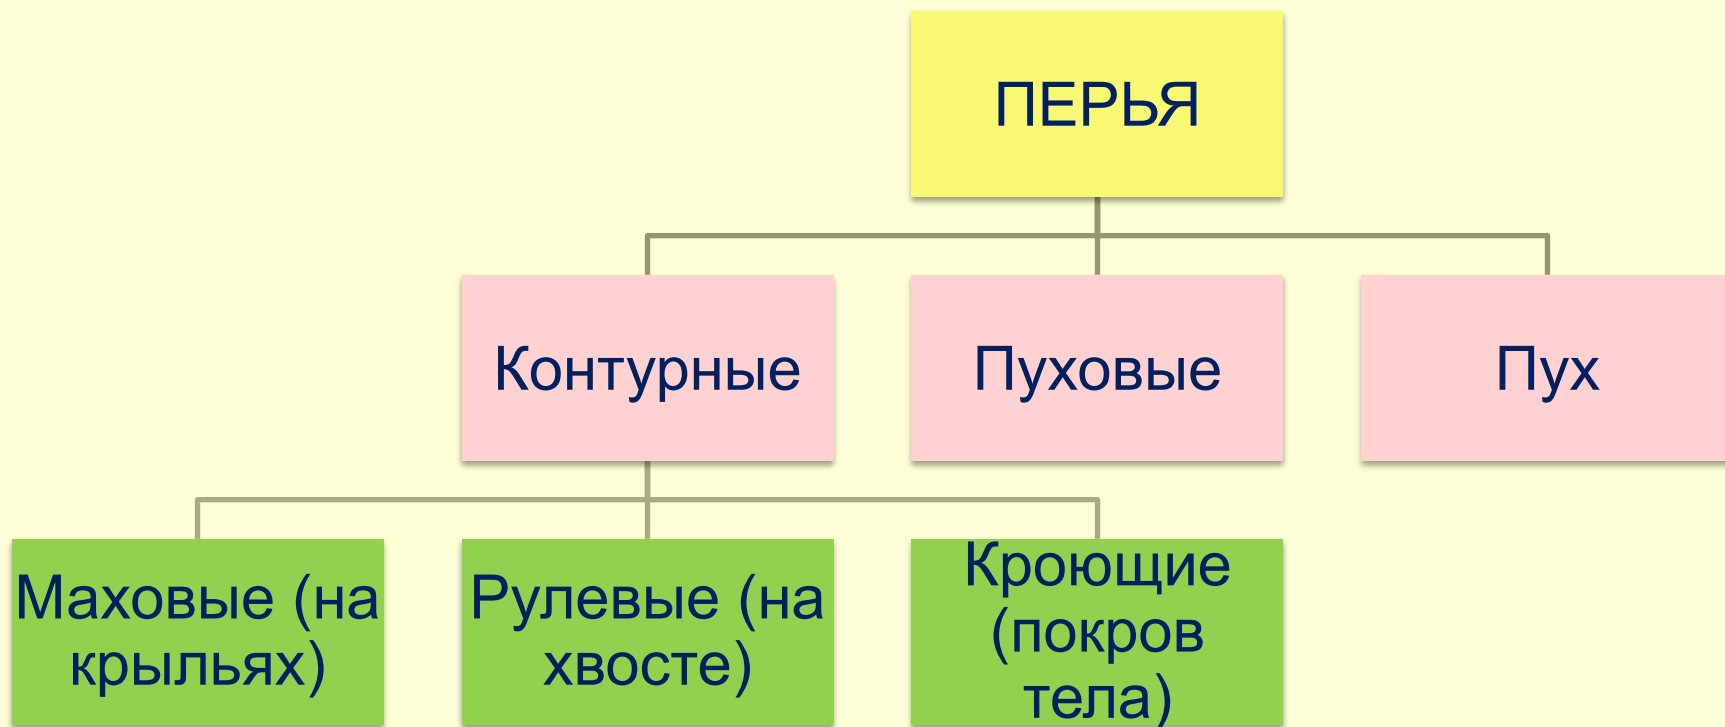 ПЕРЬЯ
Контурные
Пуховые
Пух
Маховые (на
крыльях)
Рулевые (на
хвосте)
Кроющие
(покров
тела)